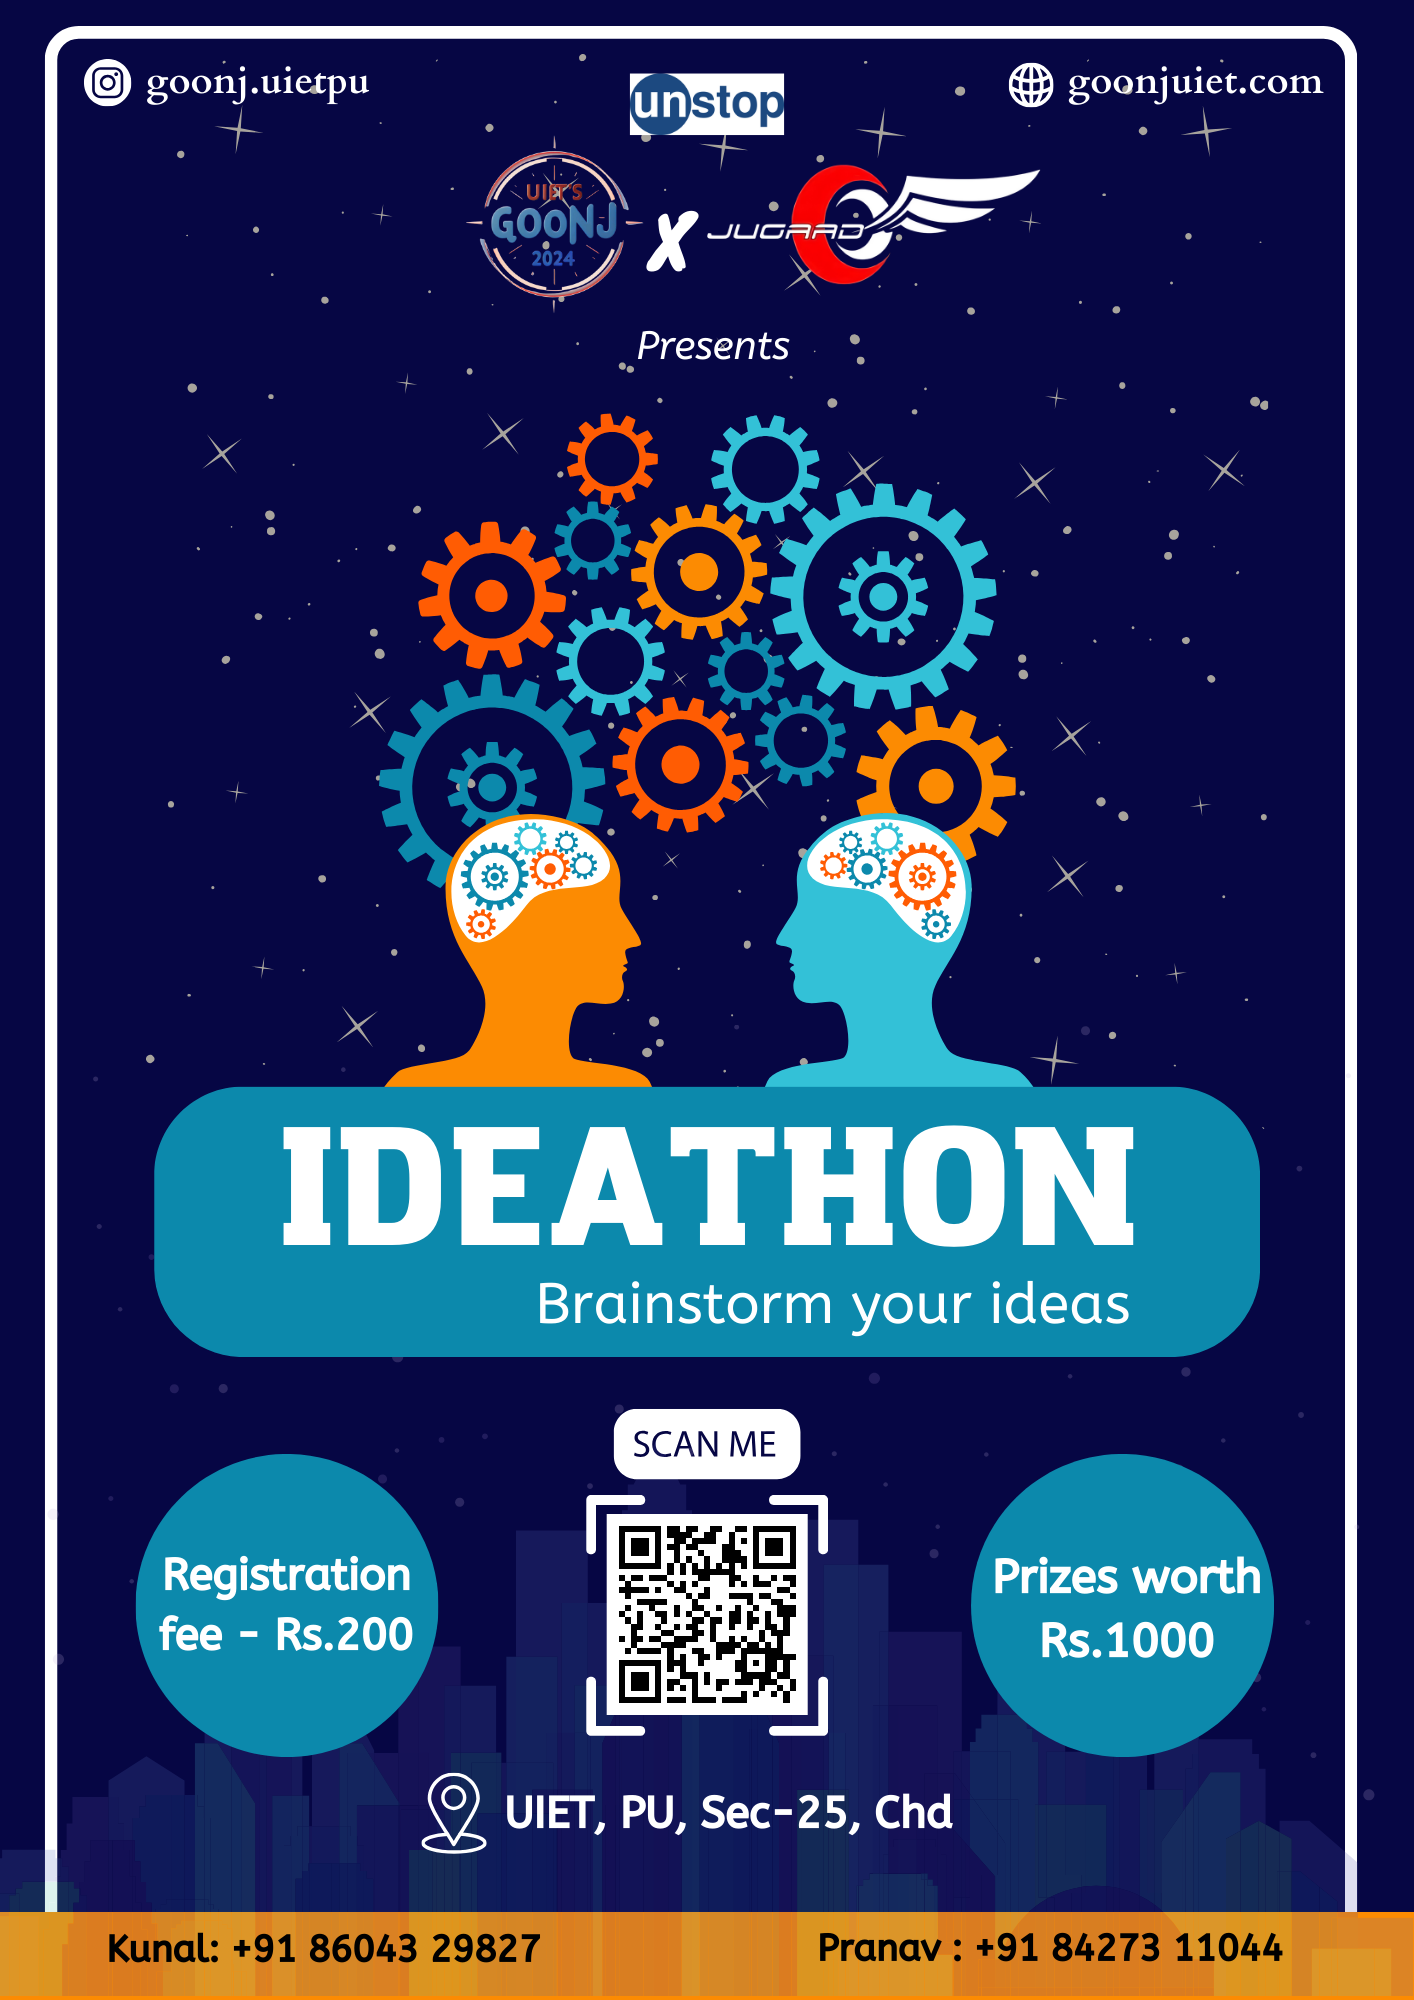 goonj.uietpu
goonjuiet.com
unstop
UIET'S
GOONJ
2024
X
JUGAAD
Presents
IDEATHON
Brainstorm your ideas
SCAN ME
Registration
fee - Rs.200
Prizes worth
Rs.1000
UIET, PU, Sec-25, Chd
Kunal: +91 86043 29827
Pranav : +91 84273 11044